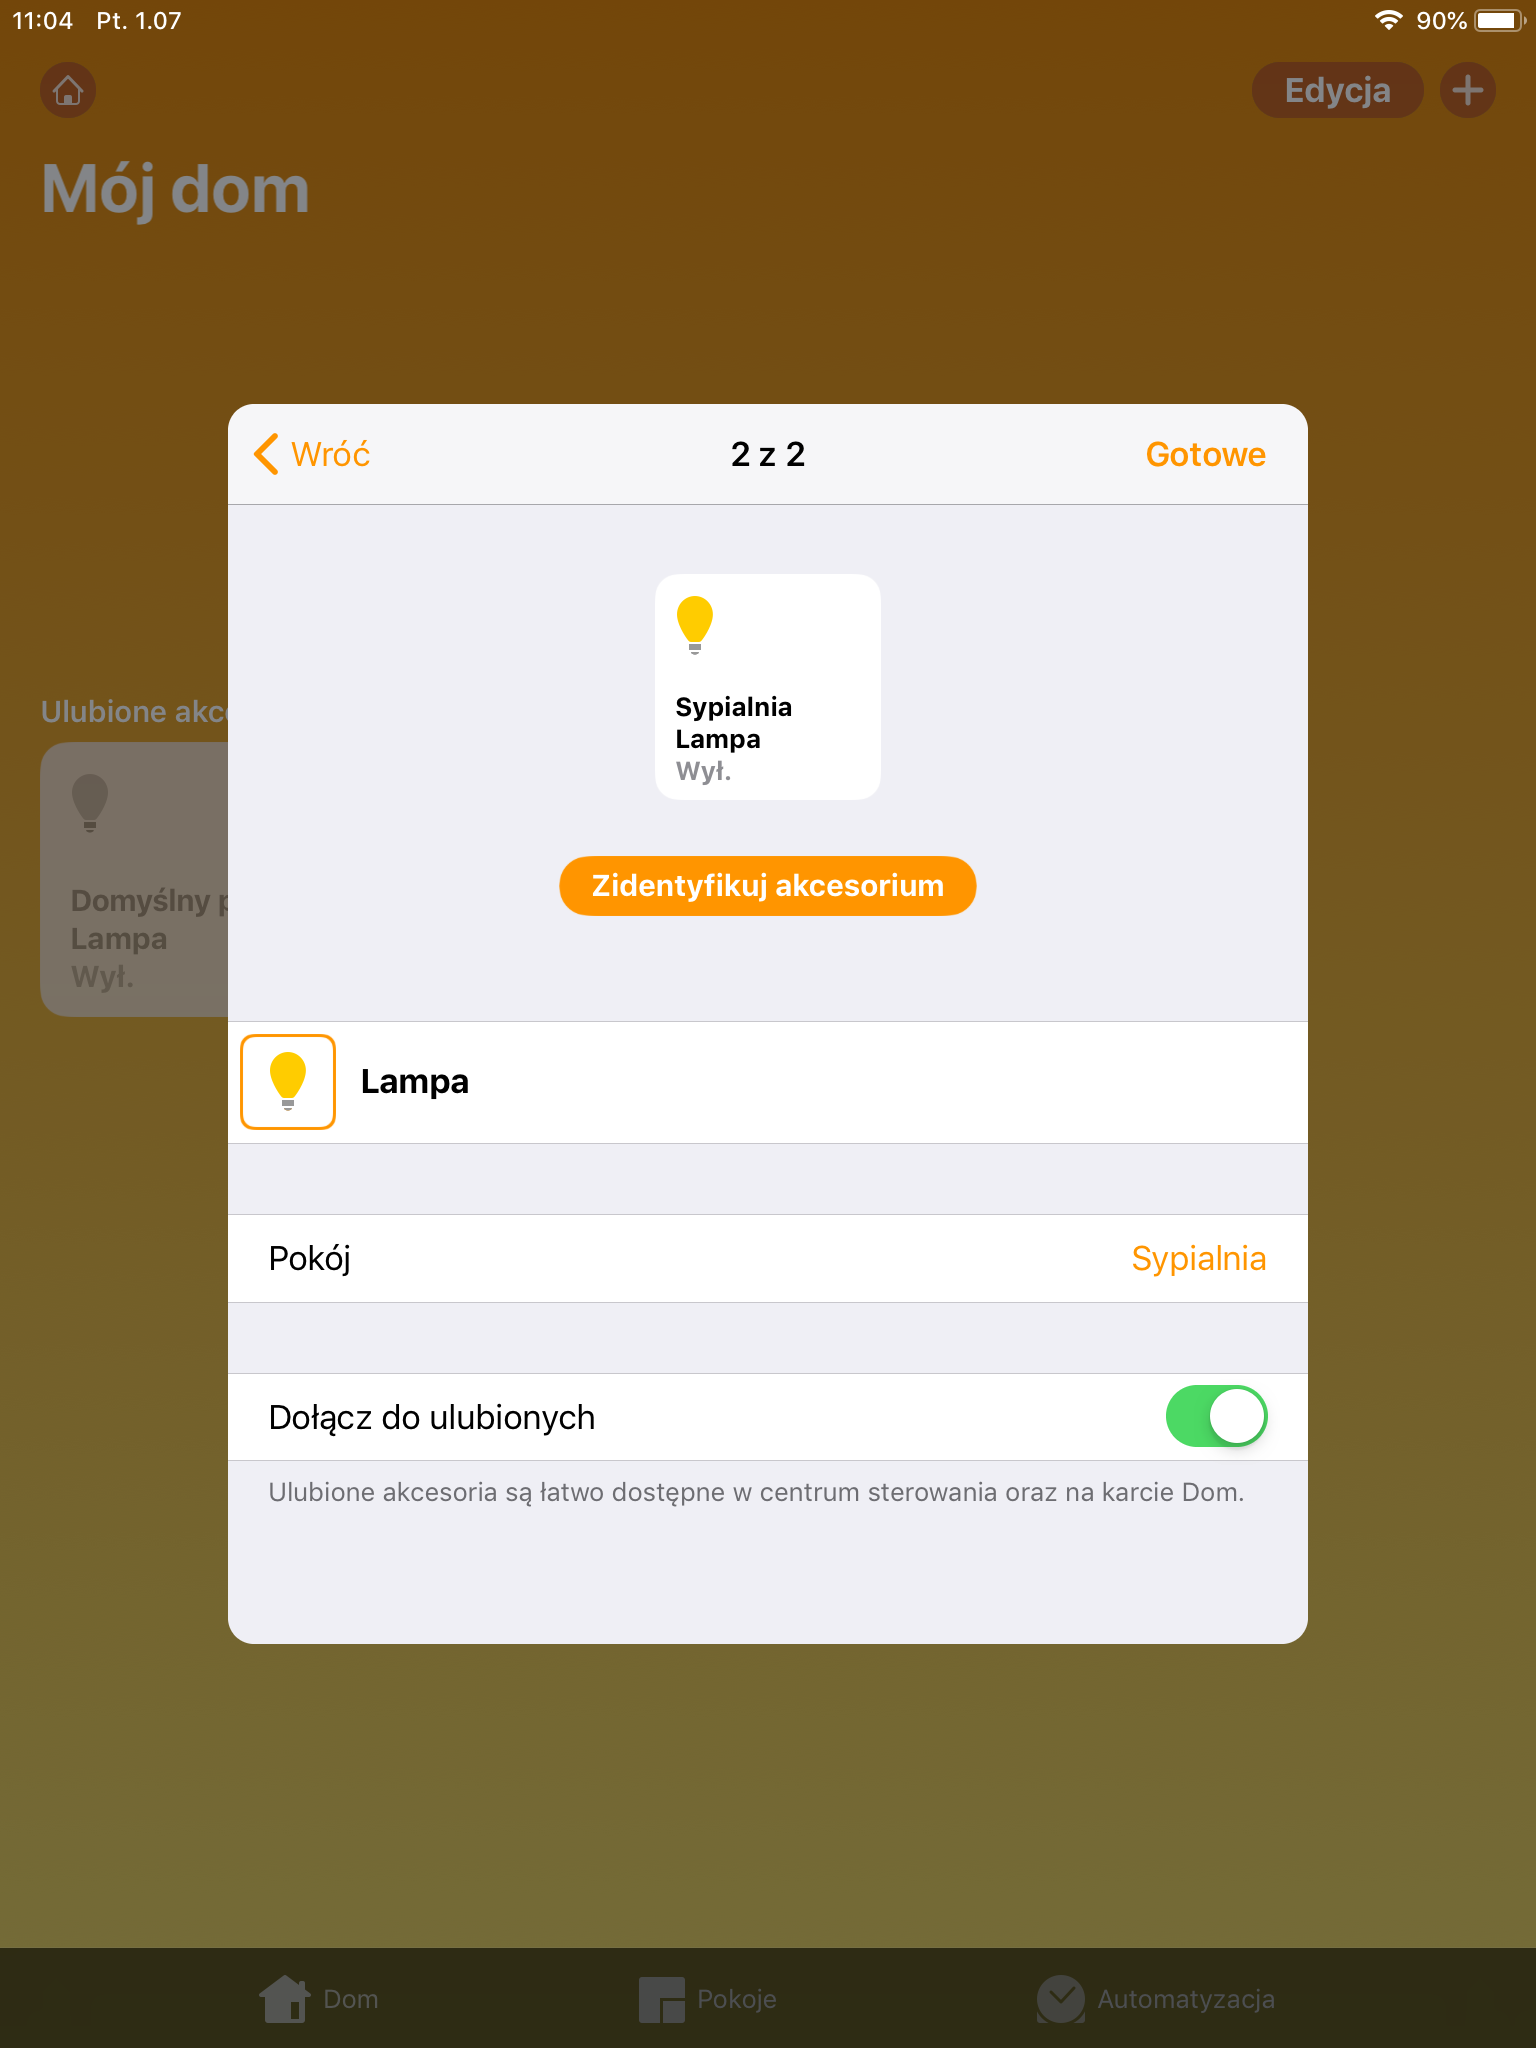 11:04 Pt. 1.07 90%
Edycja
Mój dom
Wróć 2 z 2 Gotowe
Sypialnia
Lampa
Wył.
Zidentyfikuj akcesorium
Ulubione
Domyślny
Lampa
Wył.
Lampa
Pokój Sypialnia
Dołącz do ulubionych
Ulubione akcesoria są łatwo dostępne w centrum sterowania oraz na karcie Dom.
Dom Pokoje Automatyzacja